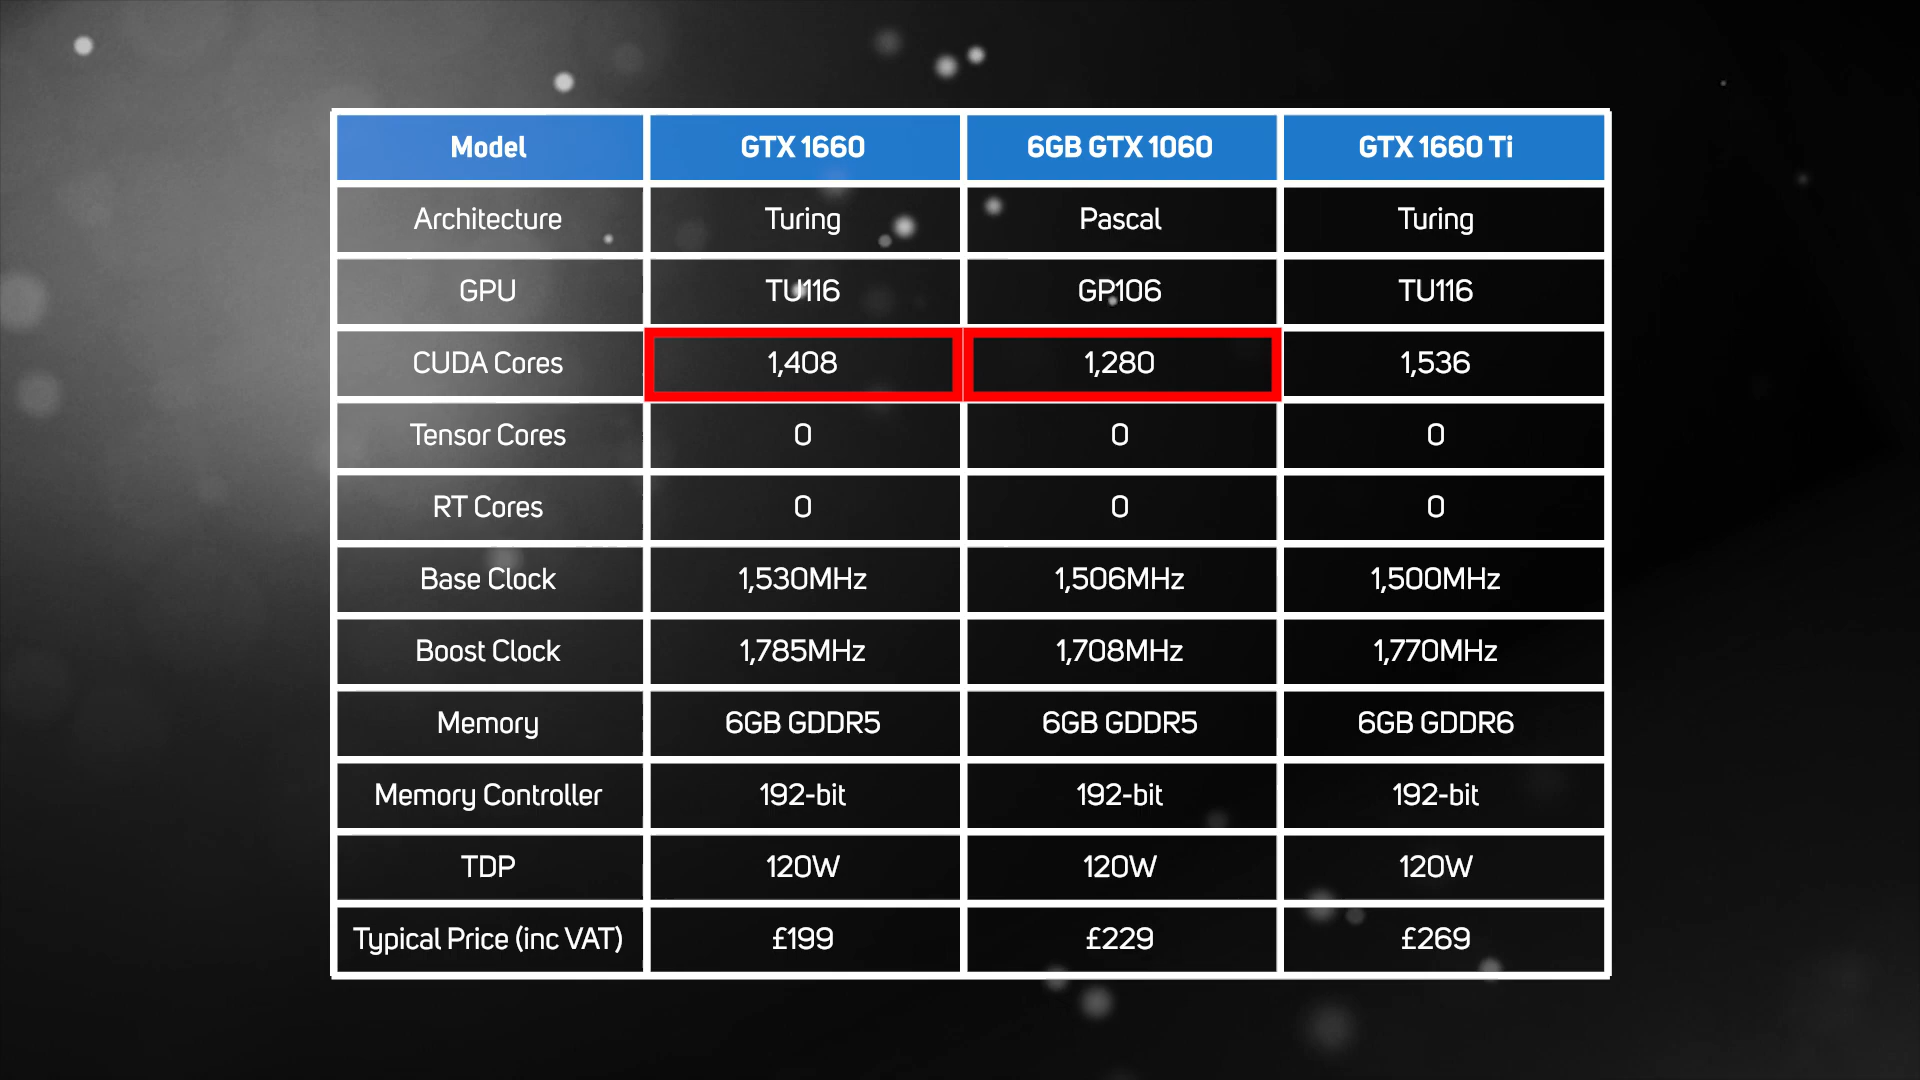 Model GTX 1660 6GB GTX 1060 GTX 1660 Ti
Architecture Turing Pascal Turing
GPU TU116 GP106 TU116
CUDA Cores 1,408 1,280 1,536
Tensor Cores 0 0 0
RT Cores 0 0 0
Base Clock 1,530MHz 1,506MHz 1,500MHz
Boost Clock 1,785MHz 1,708MHz 1,770MHz
Memory 6GB GDDR5 6GB GDDR5 6GB GDDR6
Memory Controller 192-bit 192-bit 192-bit
TDP 120W 120W 120W
Typical Price (inc VAT) £199 £229 £269